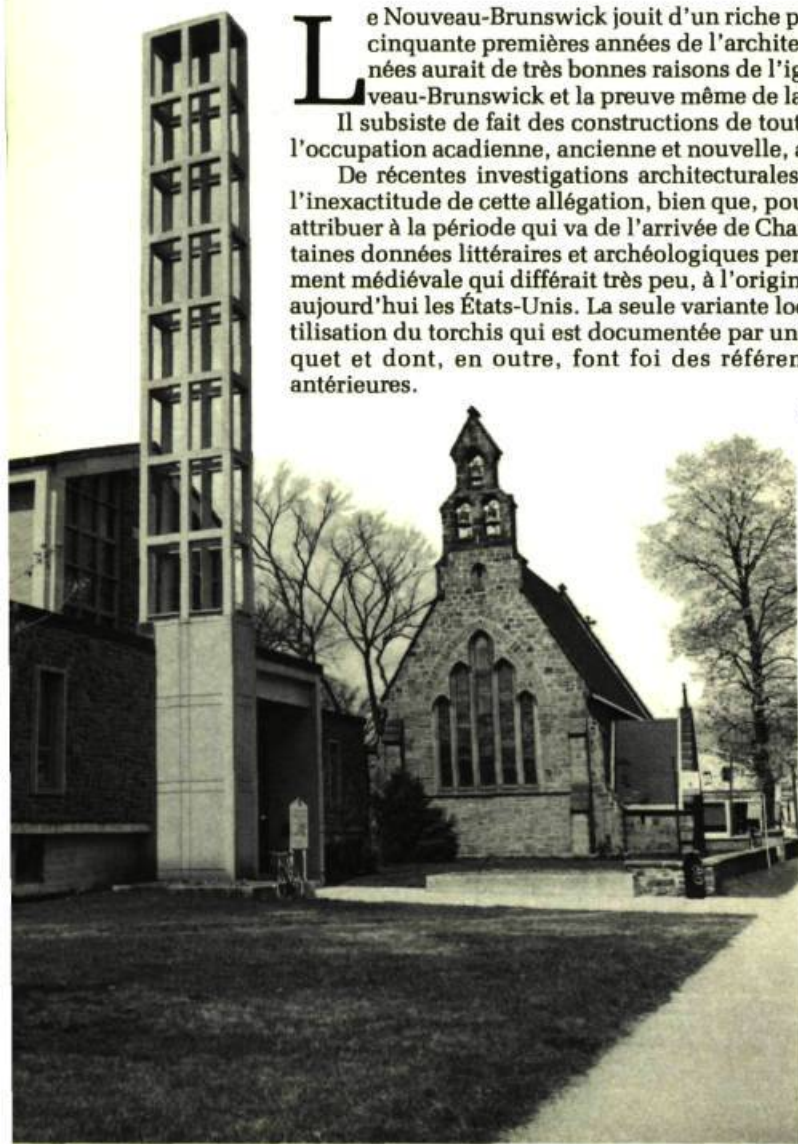 Le Nouveau-Brunswick jouit d'un riche p
cinquante premières années de l'archite
nées aurait de très bonnes raisons de l'ig
veau-Brunswick et la preuve même de la
Il subsiste de fait des constructions de tout
l'occupation acadienne, ancienne et nouvelle, a
De récentes investigations architecturales
l'inexactitude de cette allégation, bien que, pou
attribuer à la période qui va de l'arrivée de Cha
taines données littéraires et archéologiques per
ment médiévale qui différait très peu, à l'origin
aujourd'hui les États-Unis. La seule variante loc
tilisation du torchis qui est documentée par un
quet et dont, en outre, font foi des référen
antérieures.